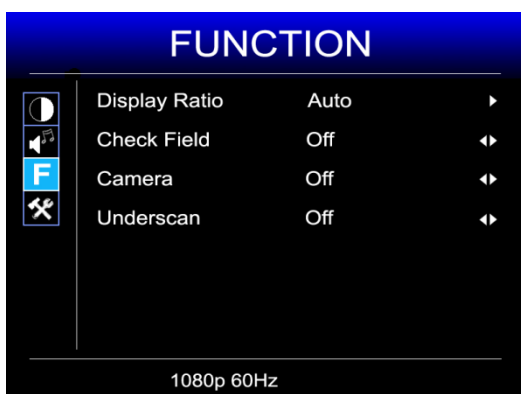 FUNCTION
Display Ratio Auto
Check Field Off
F
Camera Off
Underscan Off
1080p 60Hz